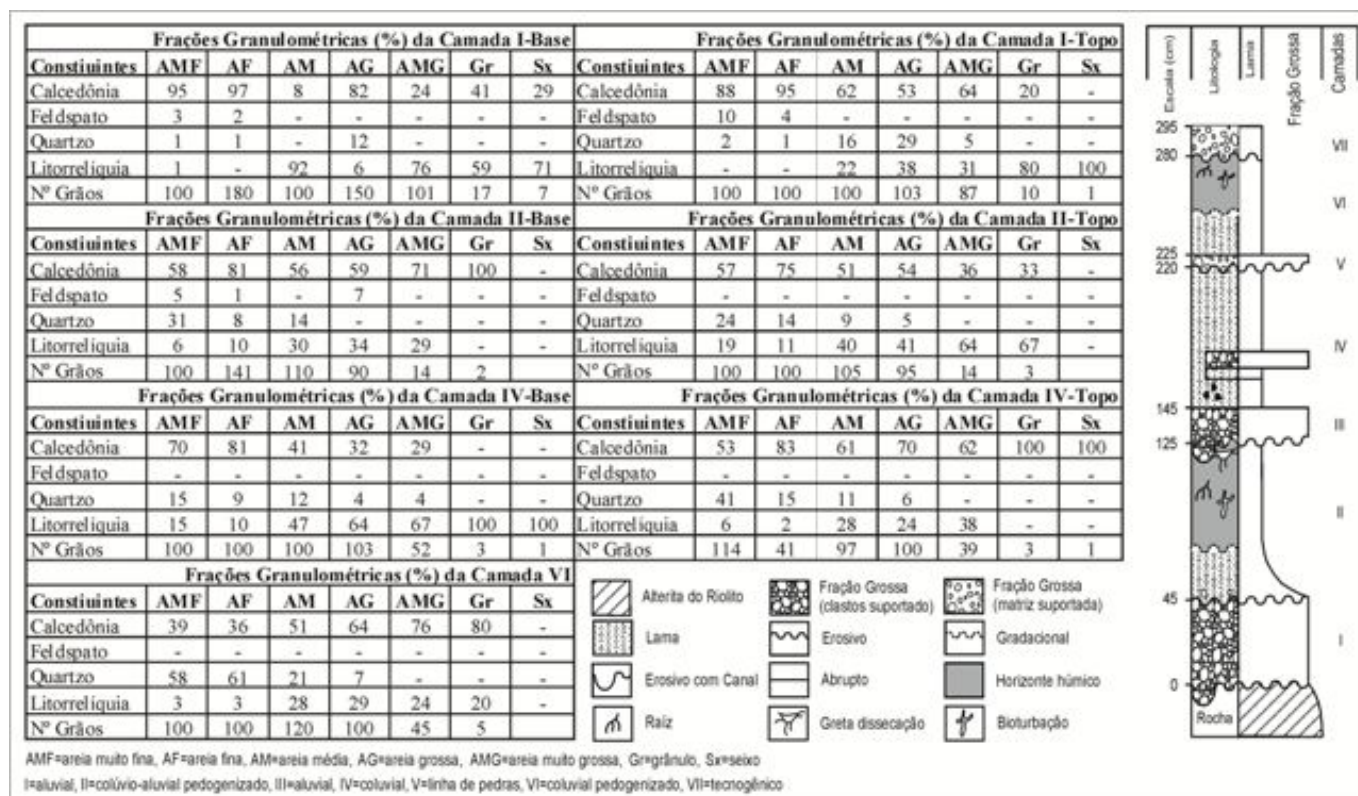 Frações Granulométricas (%) da Camada I-Base
Constiuintes AMF AF AM AG AMG Gr Sx
Calcedônia 95 97 8 82 24 41 29
Feldspato 3 2 - - - - -
Quartzo 1 1 - 12 - - -
Litorrelíquia 1 - 92 6 76 59 71
Nº Grãos 100 180 100 150 101 17 7
Frações Granulométricas (%) da Camada I-Topo
Constiuintes AMF AF AM AG AMG Gr Sx
Calcedônia 88 95 62 53 64 20 -
Feldspato 10 4 - - - - -
Quartzo 2 1 16 29 5 - -
Litorrelíquia - - 22 38 31 80 100
Nº Grãos 100 100 100 103 87 10 1
Frações Granulométricas (%) da Camada II-Base
Constiuintes AMF AF AM AG AMG Gr Sx
Calcedônia 58 81 56 59 71 100 -
Feldspato 5 1 - 7 - - -
Quartzo 31 8 14 - - - -
Litorrelíquia 6 10 30 34 29 - -
Nº Grãos 100 141 110 90 14 2
Frações Granulométricas (%) da Camada II-Topo
Constiuintes AMF AF AM AG AMG Gr Sx
Calcedônia 57 75 51 54 36 33 -
Feldspato - - - - - - -
Quartzo 24 14 9 5 - - -
Litorrelíquia 19 11 40 41 64 67 -
Nº Grãos 100 100 105 95 14 3
Frações Granulométricas (%) da Camada IV-Base
Constiuintes AMF AF AM AG AMG Gr Sx
Calcedônia 70 81 41 32 29 - -
Feldspato - - - - - - -
Quartzo 15 9 12 4 4 - -
Litorrelíquia 15 10 47 64 67 100 100
Nº Grãos 100 100 100 103 52 3 1
Frações Granulométricas (%) da Camada IV-Topo
Constiuintes AMF AF AM AG AMG Gr Sx
Calcedônia 53 83 61 70 62 100 100
Feldspato - - - - - - -
Quartzo 41 15 11 6 - - -
Litorrelíquia 6 2 28 24 38 - -
Nº Grãos 114 41 97 100 39 3 1
Frações Granulométricas (%) da Camada VI
Constiuintes AMF AF AM AG AMG Gr Sx
Calcedônia 39 36 51 64 76 80 -
Feldspato - - - - - - -
Quartzo 58 61 21 7 - - -
Litorrelíquia 3 3 28 29 24 20 -
Nº Grãos 100 100 120 100 45 5
Alterita do Riolito
Fração Grossa
(clastos suportado)
Fração Grossa
(matriz suportada)
Lama
Erosivo
Gradacional
Erosivo com Canal
Abrupto
Horizonte húmico
Raíz
Greta dissecação
Bioturbação
Escala (cm)
Litologia
Lama
Fração Grossa
Camadas
295
VII
280
VI
225
V
220
IV
145
III
125
II
45
I
0
Rocha
AMF=areia muito fina, AF=areia fina, AM=areia média, AG=areia grossa, AMG=areia muito grossa, Gr=grânulo, Sx=seixo
I=aluvial, II=colúvio-aluvial pedogenizado, III=aluvial, IV=coluvial, V=linha de pedras, VI=coluvial pedogenizado, VII=tecnogênico